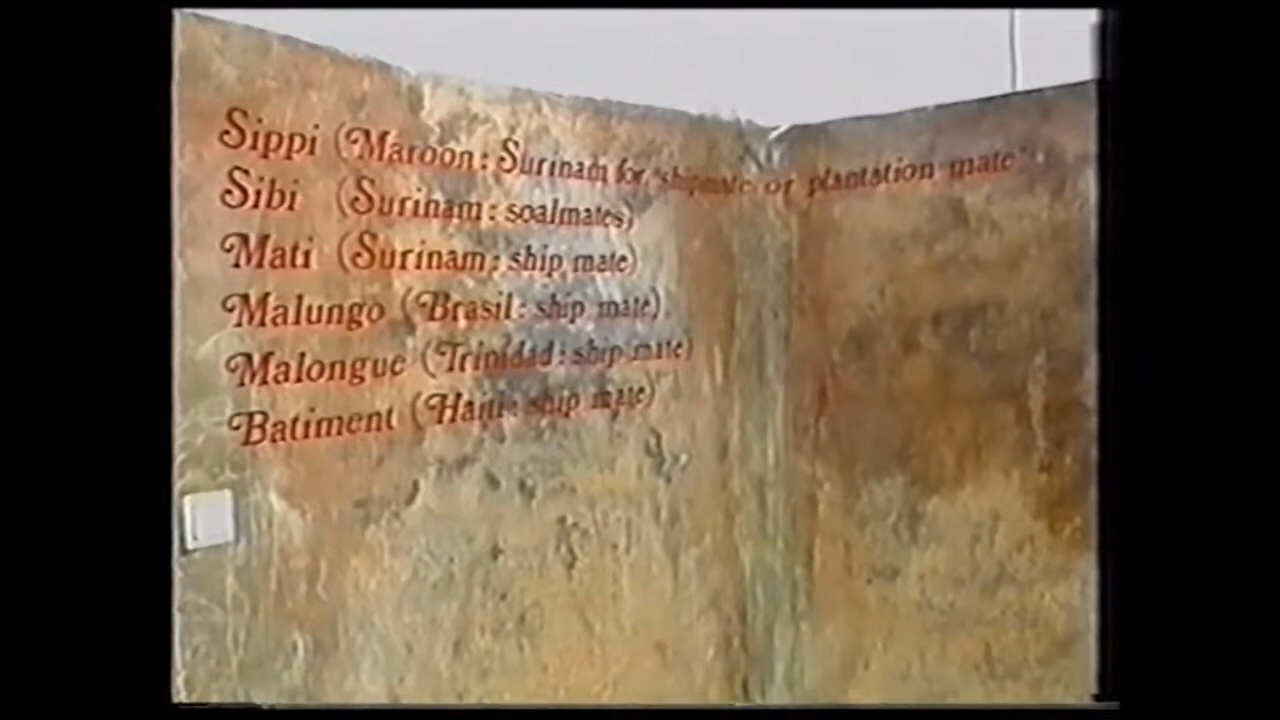 Sippi (Maroon: Surinam for "shipmate or plantation mate")
Sibi (Surinam: soalmates)
Mati (Surinam: ship mate)
Malungo (Brasil: ship mate)
Malongue (Trinidad: ship mate)
Batiment (Haiti: ship mate)